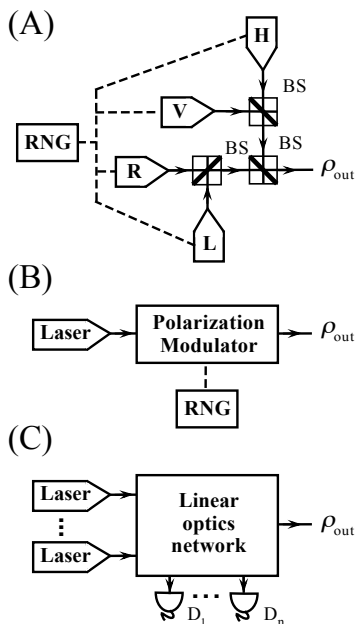 (A)
H
BS
V
RNG
BS
BS
R
ρout
L
(B)
Laser
Polarization
Modulator
ρout
RNG
(C)
Laser
Linear
optics
network
ρout
Laser
D1
Dn